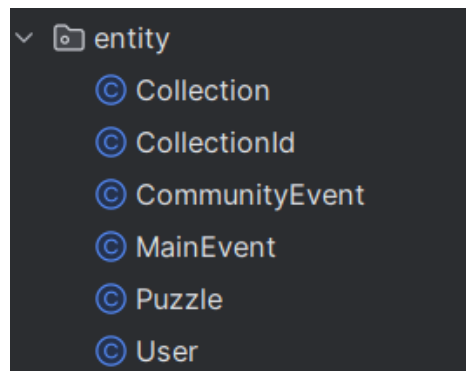 entity
Collection
CollectionId
CommunityEvent
MainEvent
Puzzle
User